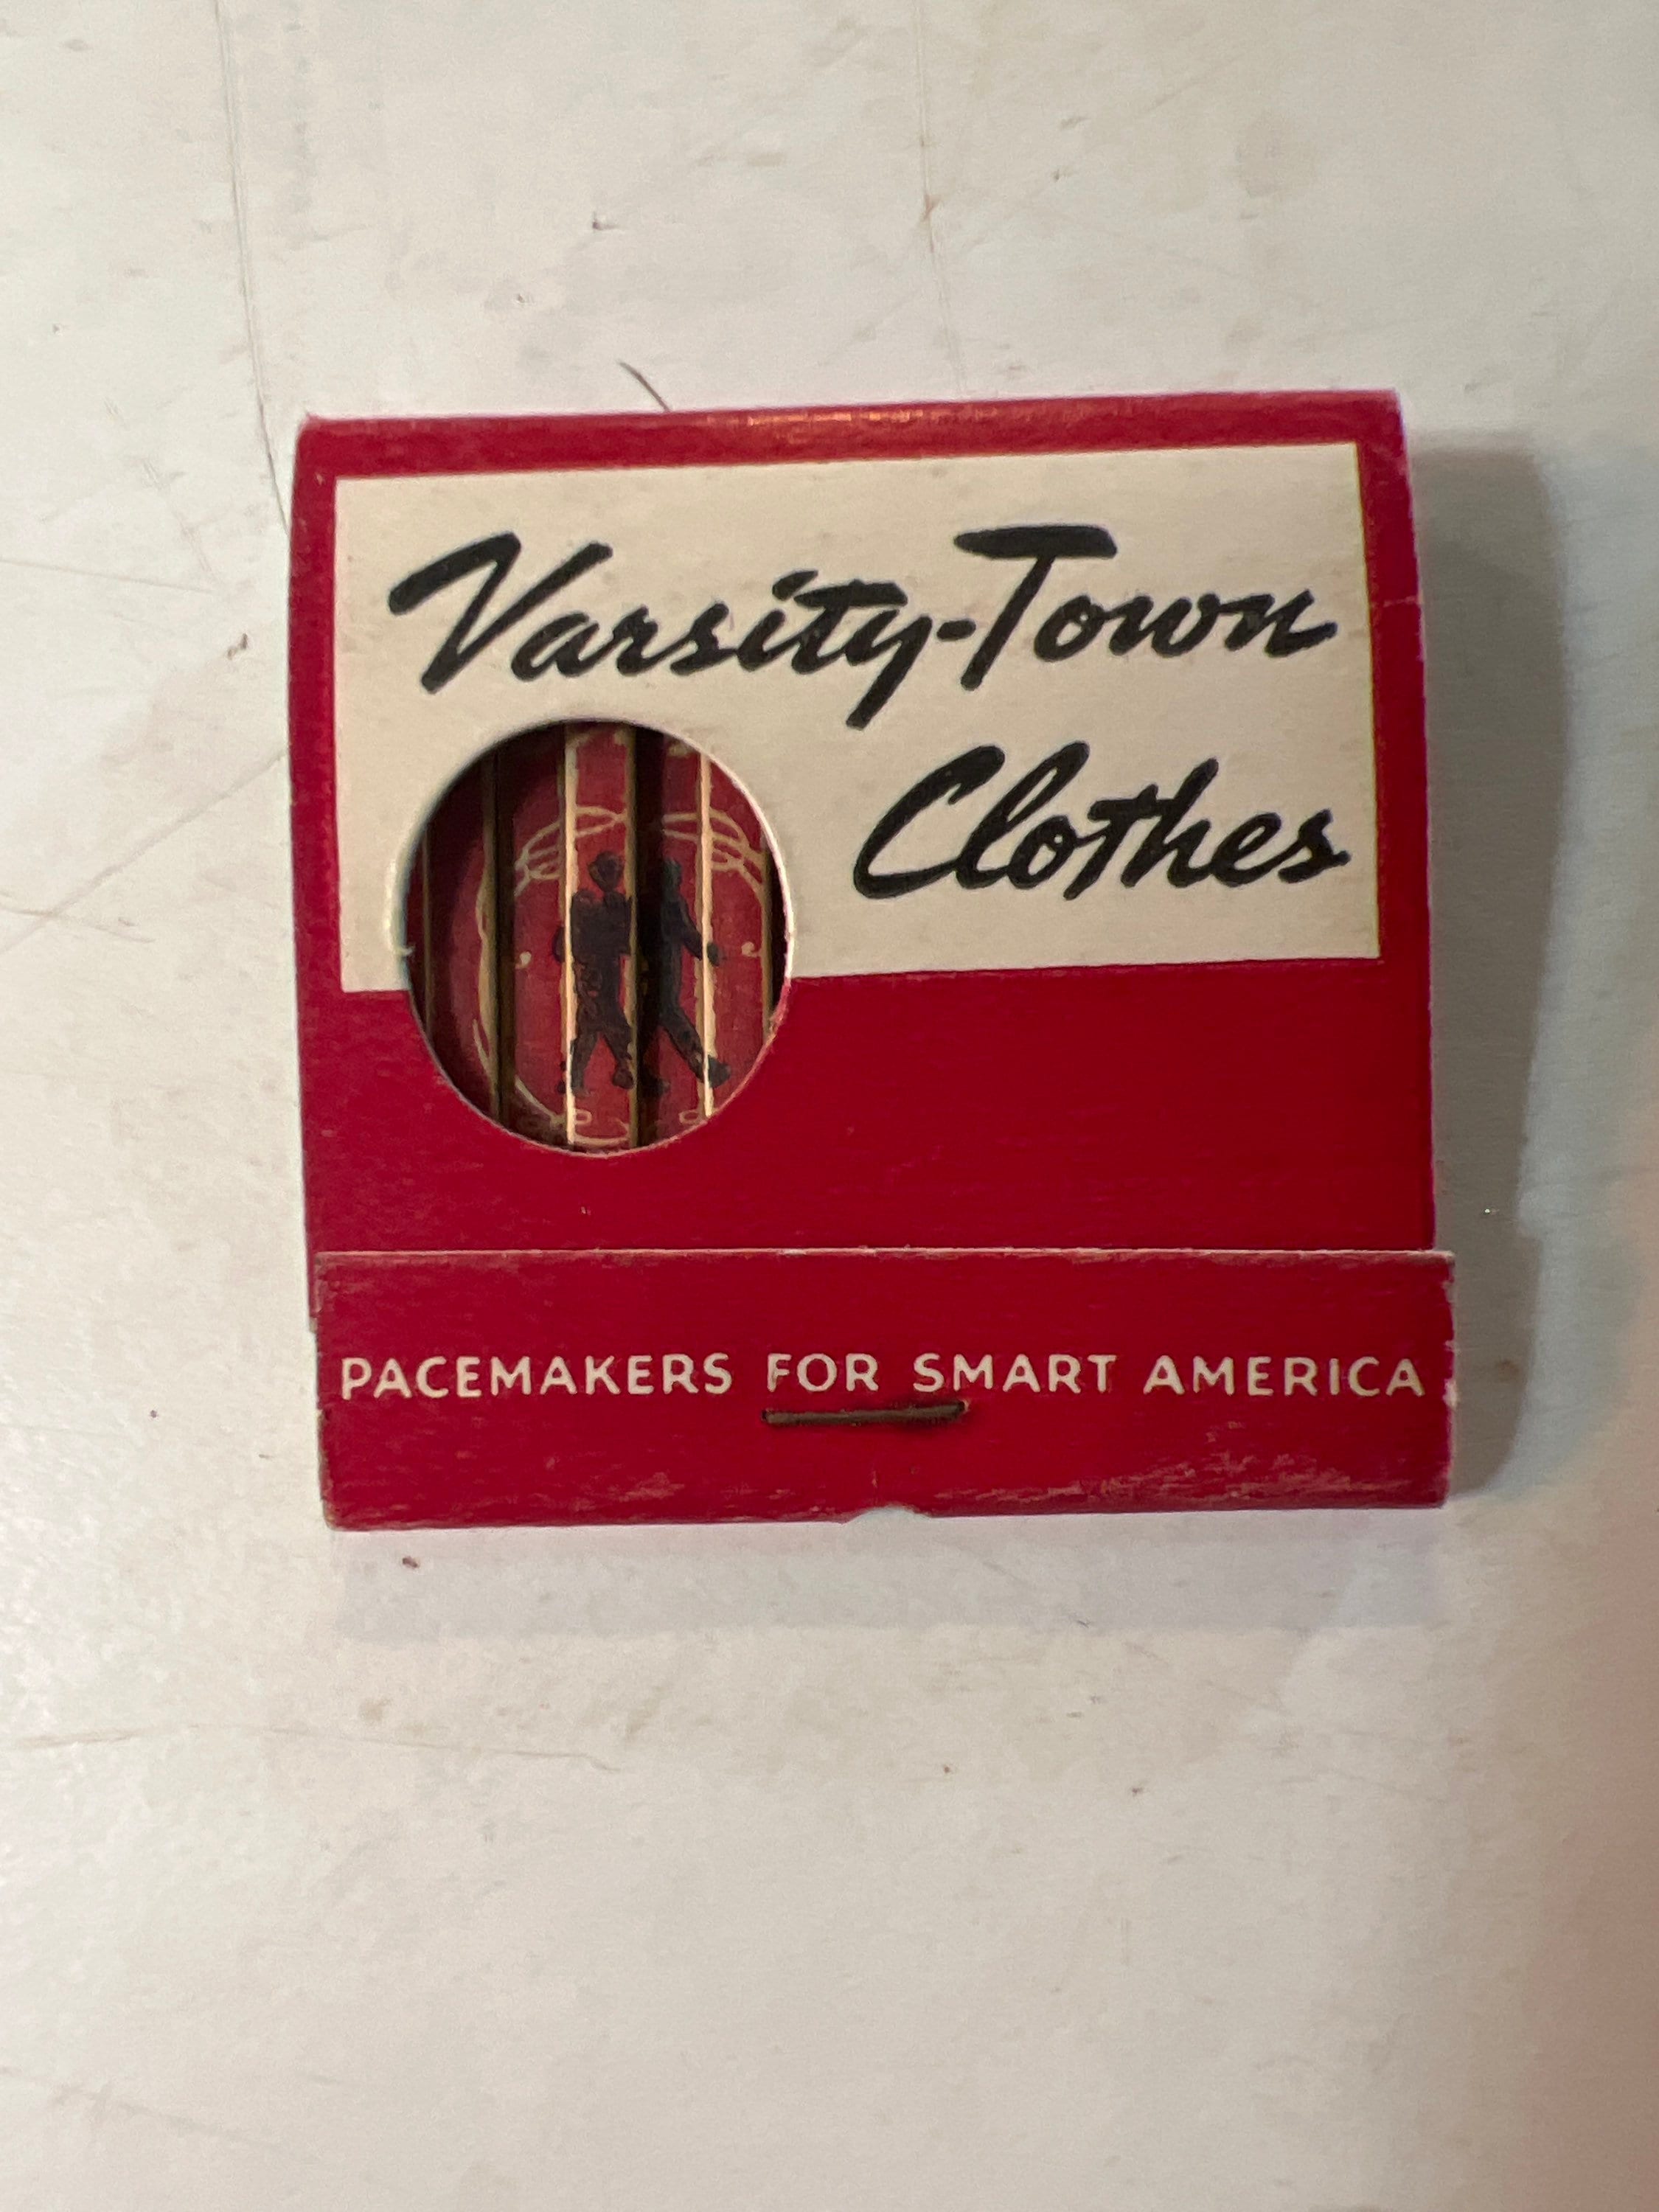 Varsity-Town
Clothes
PACEMAKERS FOR SMART AMERICA